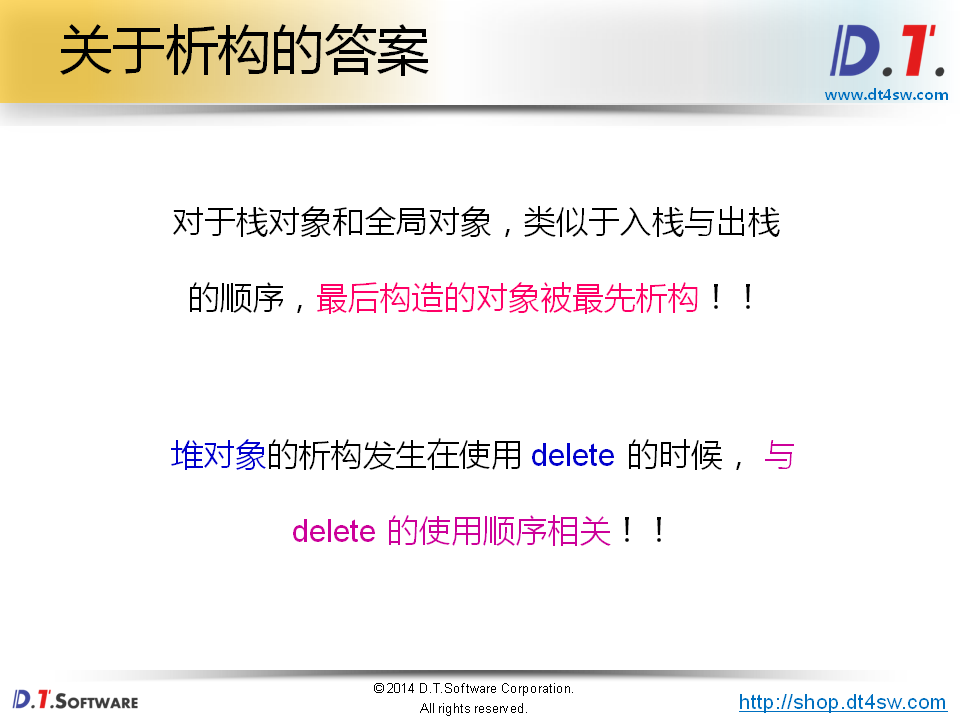 关于析构的答案
D.T.
www.dt4sw.com
对于栈对象和全局对象，类似于入栈与出栈
的顺序，最后构造的对象被最先析构！！
堆对象的析构发生在使用 delete 的时候， 与
delete 的使用顺序相关！！
D.T.SOFTWARE
©2014 D.T.Software Corporation.
All rights reserved.
http://shop.dt4sw.com